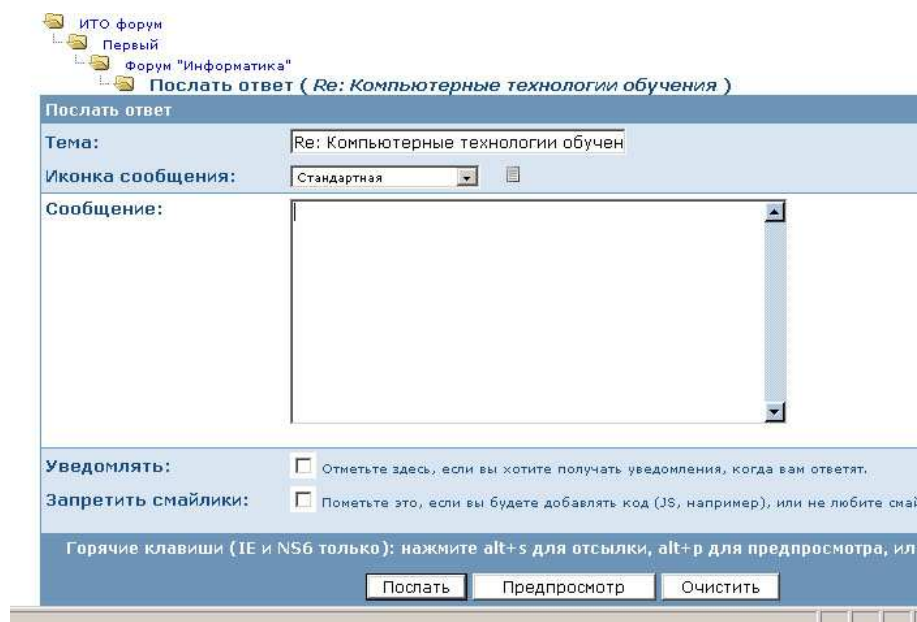 ИТО форум
Первый
Форум "Информатика"
Послать ответ ( Re: Компьютерные технологии обучения )
Послать ответ
Тема: Re: Компьютерные технологии обучен
Иконка сообщения: Стандартная
Сообщение:
Уведомлять: Отметьте здесь, если вы хотите получать уведомления, когда вам ответят.
Запретить смайлики: Пометьте это, если вы будете добавлять код (JS, например), или не любите смай
Горячие клавиши (IE и NS6 только): нажмите alt+s для отсылки, alt+p для предпросмотра, ил
Послать Предпросмотр Очистить